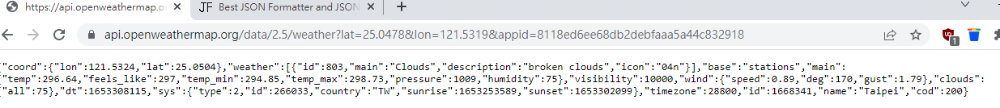 https://api.openweathermap.or
JF Best JSON Formatter and JSON
api.openweathermap.org/data/2.5/weather?lat=25.0478&lon=121.5319&appid=8118ed6ee68db2debfaaa5a44c832918
1
{"coord":{"lon":121.5324,"lat":25.0504},"weather":[{"id":803,"main":"Clouds","description":"broken clouds","icon":"04n"}],"base":"stations","main":
{"temp":296.64,"feels_like":297,"temp_min":294.85,"temp_max":298.73,"pressure":1009,"humidity":75},"visibility":10000,"wind":{"speed":0.89,"deg":170,"gust":1.79},"clouds":
{"all":75},"dt":1653308115,"sys":{"type":2,"id":266033,"country":"TW","sunrise":1653253589,"sunset":1653302099},"timezone":28800,"id":1668341,"name":"Taipei","cod":200}